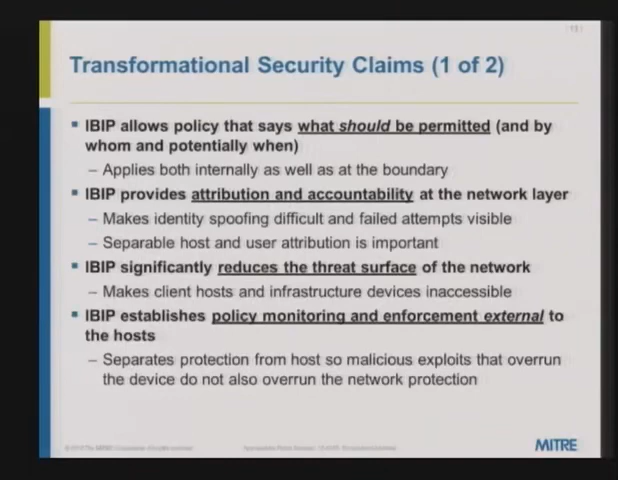 Transformational Security Claims (1 of 2)
▪ IBIP allows policy that says what should be permitted (and by
whom and potentially when)
– Applies both internally as well as at the boundary
▪ IBIP provides attribution and accountability at the network layer
– Makes identity spoofing difficult and failed attempts visible
– Separable host and user attribution is important
▪ IBIP significantly reduces the threat surface of the network
– Makes client hosts and infrastructure devices inaccessible
▪ IBIP establishes policy monitoring and enforcement external to
the hosts
– Separates protection from host so malicious exploits that overrun
the device do not also overrun the network protection
MITRE